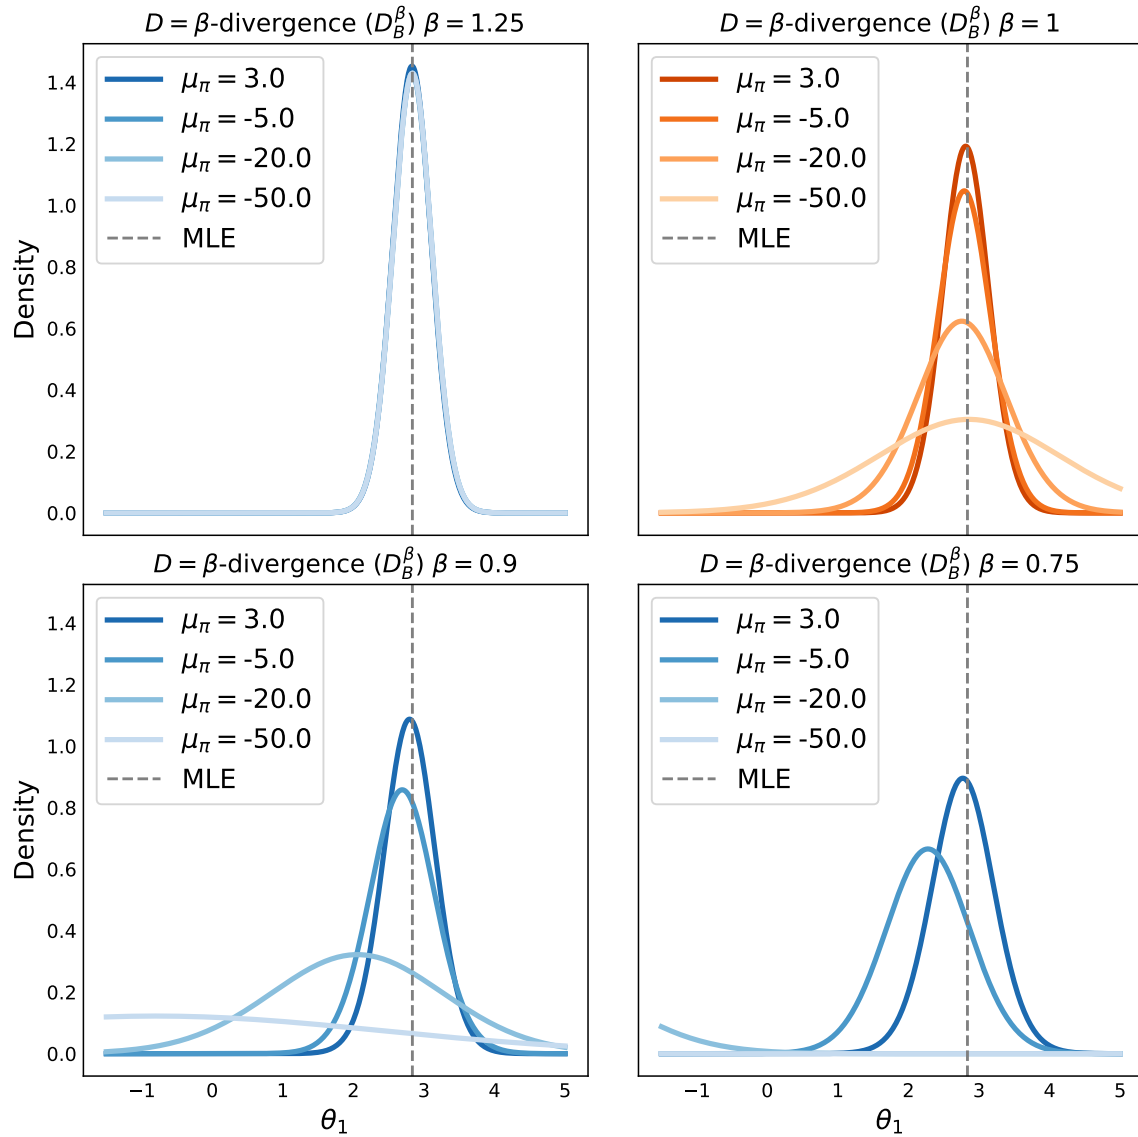 D = β-divergence (D_B^β) β = 1.25
μ_π = 3.0
μ_π = -5.0
μ_π = -20.0
μ_π = -50.0
MLE
Density
1.4
1.2
1.0
0.8
0.6
0.4
0.2
0.0
D = β-divergence (D_B^β) β = 1
μ_π = 3.0
μ_π = -5.0
μ_π = -20.0
μ_π = -50.0
MLE
D = β-divergence (D_B^β) β = 0.9
μ_π = 3.0
μ_π = -5.0
μ_π = -20.0
μ_π = -50.0
MLE
Density
1.4
1.2
1.0
0.8
0.6
0.4
0.2
0.0
−1 0 1 2 3 4 5
θ_1
D = β-divergence (D_B^β) β = 0.75
μ_π = 3.0
μ_π = -5.0
μ_π = -20.0
μ_π = -50.0
MLE
−1 0 1 2 3 4 5
θ_1